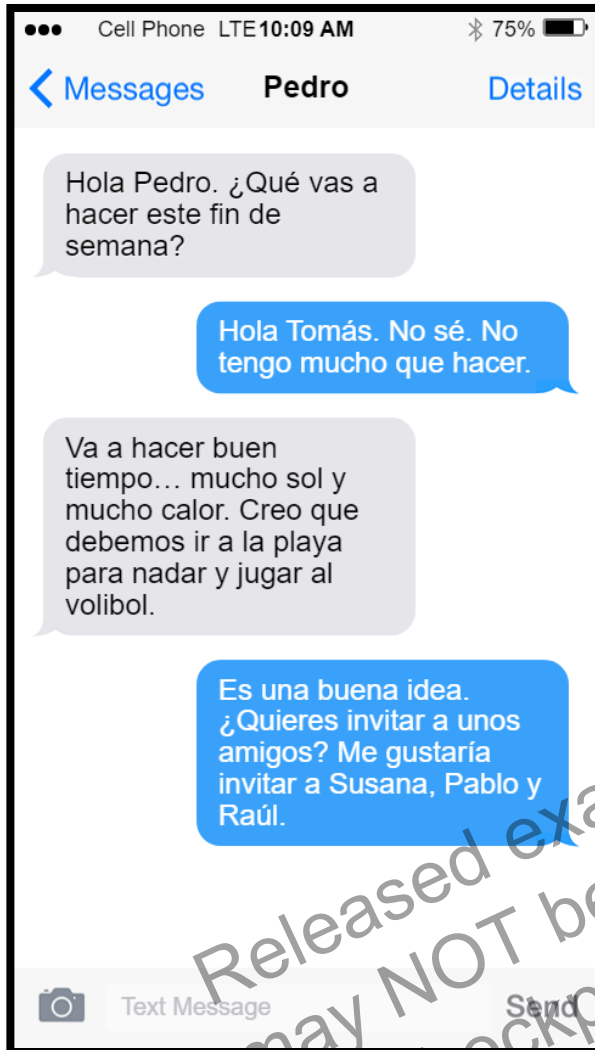 Cell Phone LTE 10:09 AM 75%
Messages Pedro Details
Hola Pedro. ¿Qué vas a
hacer este fin de
semana?
Hola Tomás. No sé. No
tengo mucho que hacer.
Va a hacer buen
tiempo… mucho sol y
mucho calor. Creo que
debemos ir a la playa
para nadar y jugar al
volibol.
Es una buena idea.
¿Quieres invitar a unos
amigos? Me gustaría
invitar a Susana, Pablo y
Raúl.
Released
may NOT
Text Message Send